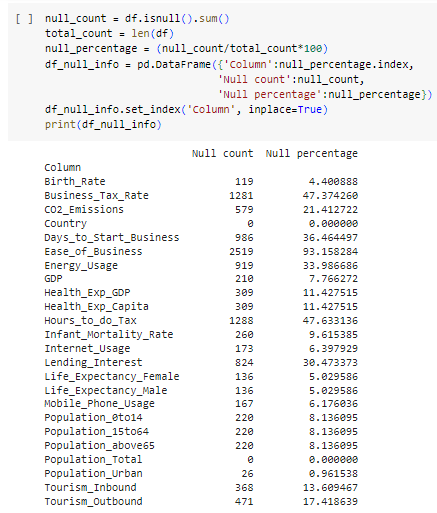 [ ] null_count = df.isnull().sum()
total_count = len(df)
null_percentage = (null_count/total_count*100)
df_null_info = pd.DataFrame({'Column':null_percentage.index,
'Null count':null_count,
'Null percentage':null_percentage})
df_null_info.set_index('Column', inplace=True)
print(df_null_info)
Null count Null percentage
Column
Birth_Rate 119 4.400888
Business_Tax_Rate 1281 47.374260
CO2_Emissions 579 21.412722
Country 0 0.000000
Days_to_Start_Business 986 36.464497
Ease_of_Business 2519 93.158284
Energy_Usage 919 33.986686
GDP 210 7.766272
Health_Exp_GDP 309 11.427515
Health_Exp_Capita 309 11.427515
Hours_to_do_Tax 1288 47.633136
Infant_Mortality_Rate 260 9.615385
Internet_Usage 173 6.397929
Lending_Interest 824 30.473373
Life_Expectancy_Female 136 5.029586
Life_Expectancy_Male 136 5.029586
Mobile_Phone_Usage 167 6.176036
Population_0to14 220 8.136095
Population_15to64 220 8.136095
Population_above65 220 8.136095
Population_Total 0 0.000000
Population_Urban 26 0.961538
Tourism_Inbound 368 13.609467
Tourism_Outbound 471 17.418639